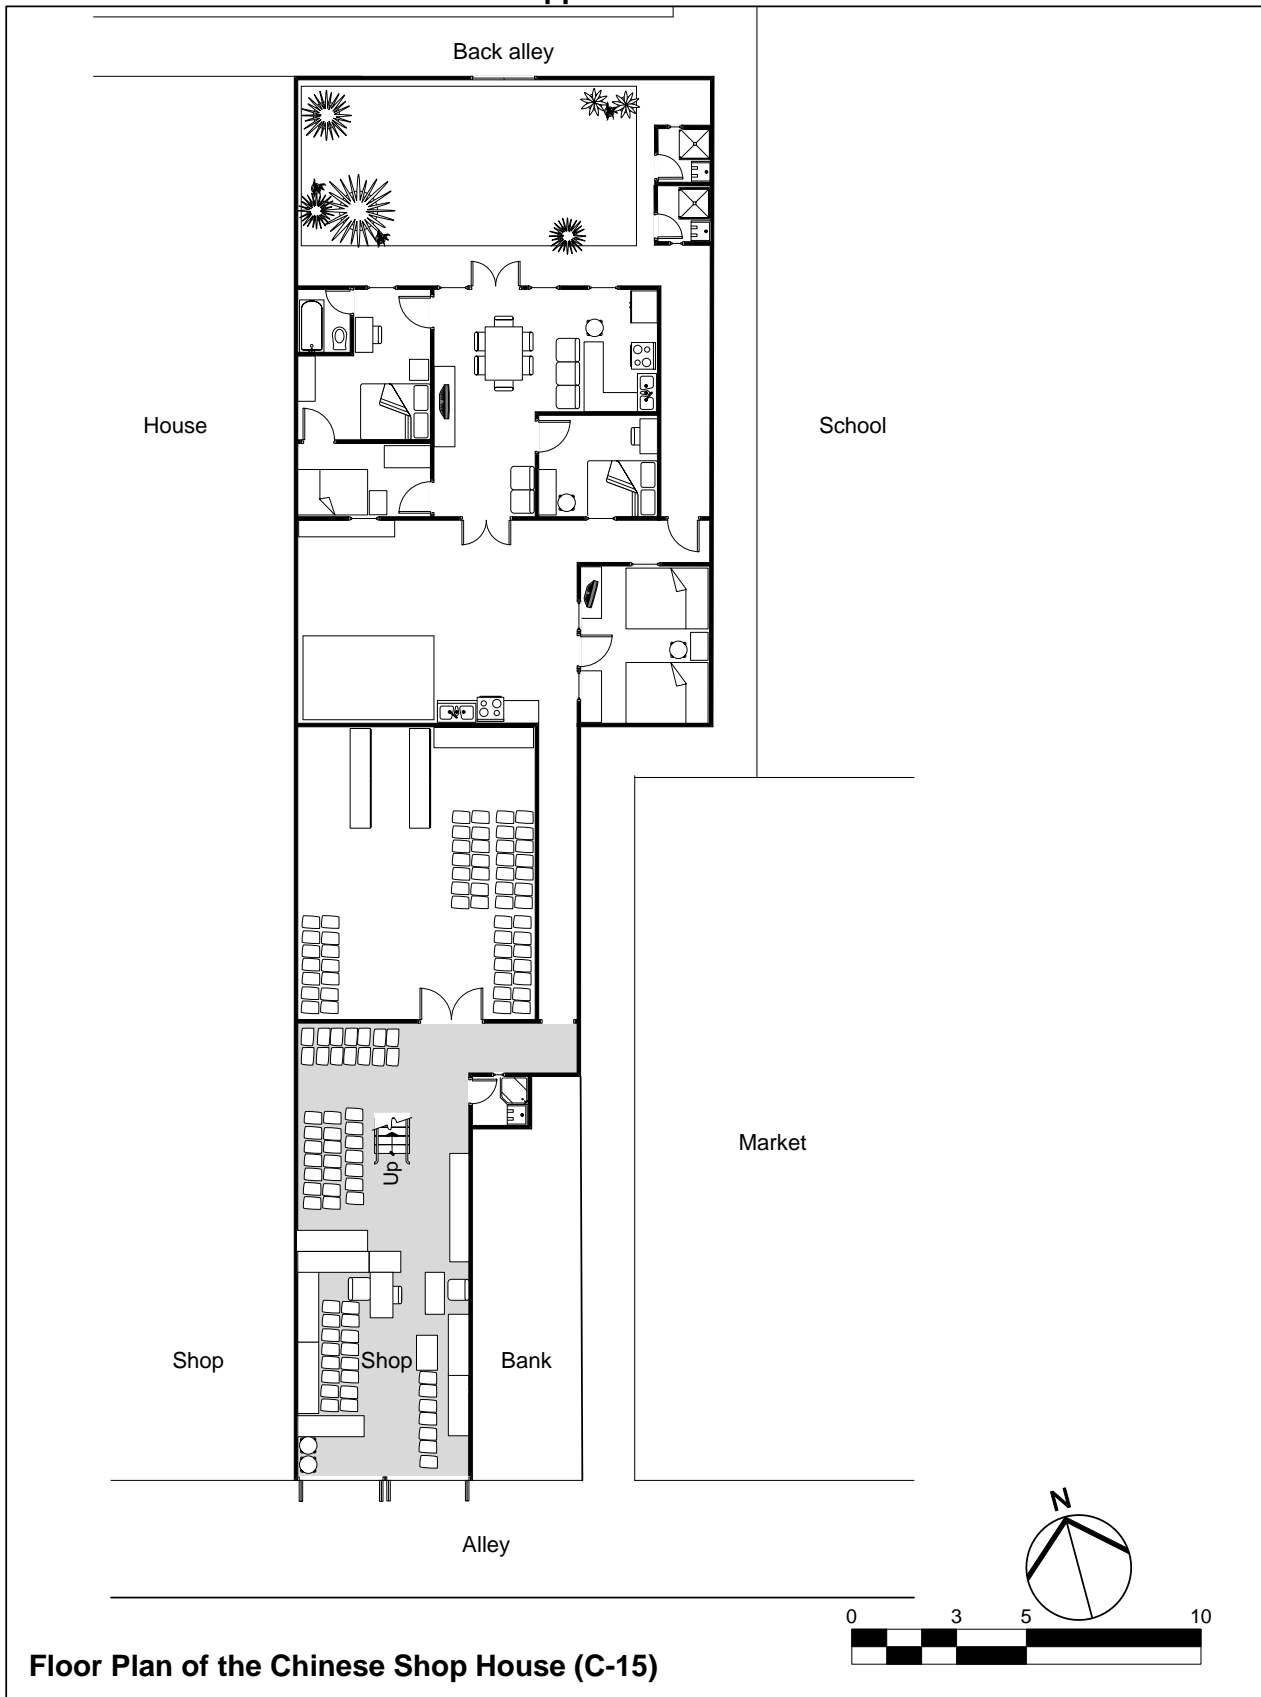 Back alley
House
School
Market
Up
Shop
Shop
Bank
Alley
N
0 3 5 10
Floor Plan of the Chinese Shop House (C-15)